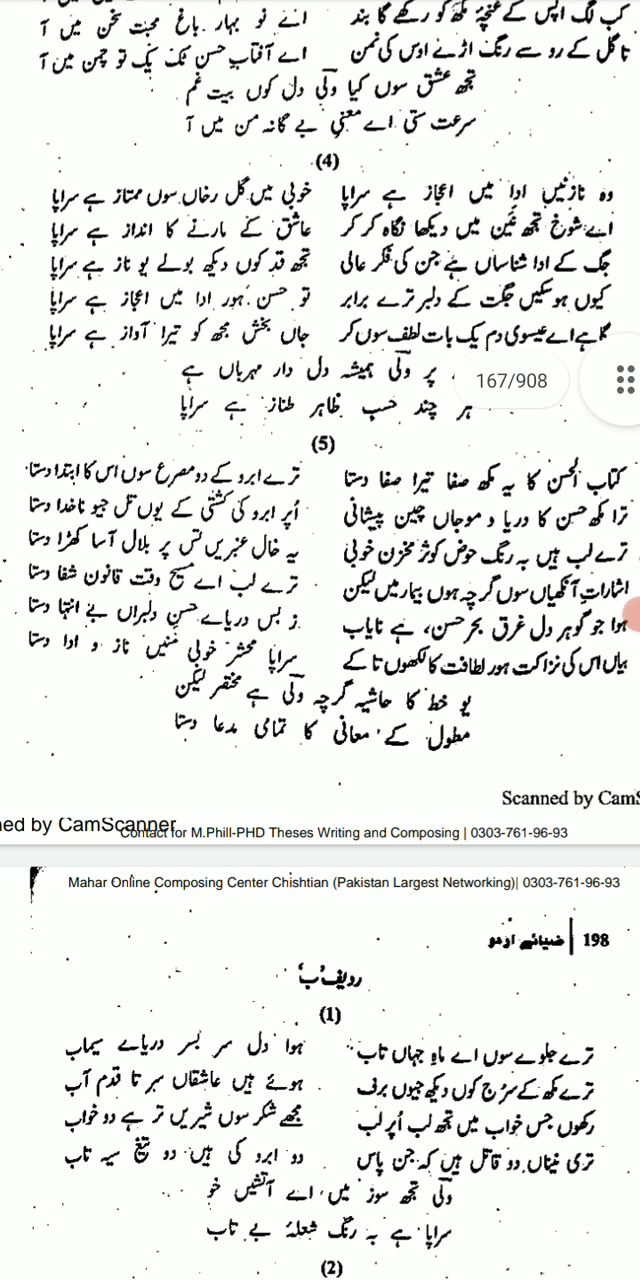 کب لگ اپس کے غنچۂ مکھ کو رکھے گا بند اے نو بہار باغ محبت سخن میں آ
تا گل کے رو سے رنگ اڑے اوس کی نمن اے آفتاب حسن ٹک یک تو چمن میں آ
تجھ عشق سوں کیا ولی دل کوں بیت غم
سرعت ستی اے معنی بے گانہ من میں آ
(4)
وہ نازنیں ادا میں اعجاز ہے سراپا خوبی میں گل رخاں سوں ممتاز ہے سراپا
اے شوخ تجھ نین میں دیکھا نگاہ کر کر عاشق کے مارنے کا انداز ہے سراپا
جگ کے ادا شناساں ہے جن کی فکر عالی تجھ قد کوں دیکھ بولے یو ناز ہے سراپا
کیوں ہو سکیں جگت کے دلبر ترے برابر تو حسن ہور ادا میں اعجاز ہے سراپا
گاہے اے عیسوی دم یک بات لطف سوں کر جاں بخش مجھ کو تیرا آواز ہے سراپا
پر ولی ہمیشہ دل دار مہرباں ہے
167/908
ہر چند حسب ظاہر طناز ہے سراپا
(5)
کتاب الحسن کا یہ مکھ صفا تیرا صفا دستا ترے ابرو کے دو مصرع سوں اس کا ابتدا دستا
ترا مکھ حسن کا دریا و موجاں چین پیشانی اُپر ابرو کی کشتی کے یوں تل جیو ناخدا دستا
ترے لب ہیں بہ رنگ حوض کوثر مخزن خوبی یہ خال عنبریں تس پر بلال آسا کھڑا دستا
اشارات آنکھیاں سوں گرچہ ہوں بیمار میں لیکن ترے لب اے مسیح وقت قانون شفا دستا
ہوا جو گوہر دل غرق بحر حسن، ہے نایاب ز بس دریاے حسن دلبراں بے انتہا دستا
بیاں اس کی نزاکت ہور لطافت کا لکھوں تا کے سراپا محشر خوبی منیں ناز و ادا دستا
یو خط کا حاشیہ گرچہ ولی ہے مختصر لیکن
مطول کے معانی کا تمامی مدعا دستا
Scanned by CamS
ned by CamScanner
Contact for M.Phill-PHD Theses Writing and Composing | 0303-761-96-93
Mahar Online Composing Center Chishtian (Pakistan Largest Networking)| 0303-761-96-93
198 ضیائے اردو
ردیف 'ب'
(1)
ترے جلوے سوں اے ماہ جہاں تاب ہوا دل سر بسر دریاے سیماب
ترے مکھ کے سُرج کوں دیکھ جیوں برف ہوئے ہیں عاشقاں سر تا قدم آب
رکھوں جس خواب میں تجھ لب اُپر لب مجھے شکر سوں شیریں تر ہے دو خواب
تری نیناں دو قاتل ہیں کہ جن پاس دو ابرو کی ہیں دو تیغ سیہ تاب
ولی تجھ سوز میں اے آتشیں خو
سراپا ہے بہ رنگ شعلۂ بے تاب
(2)